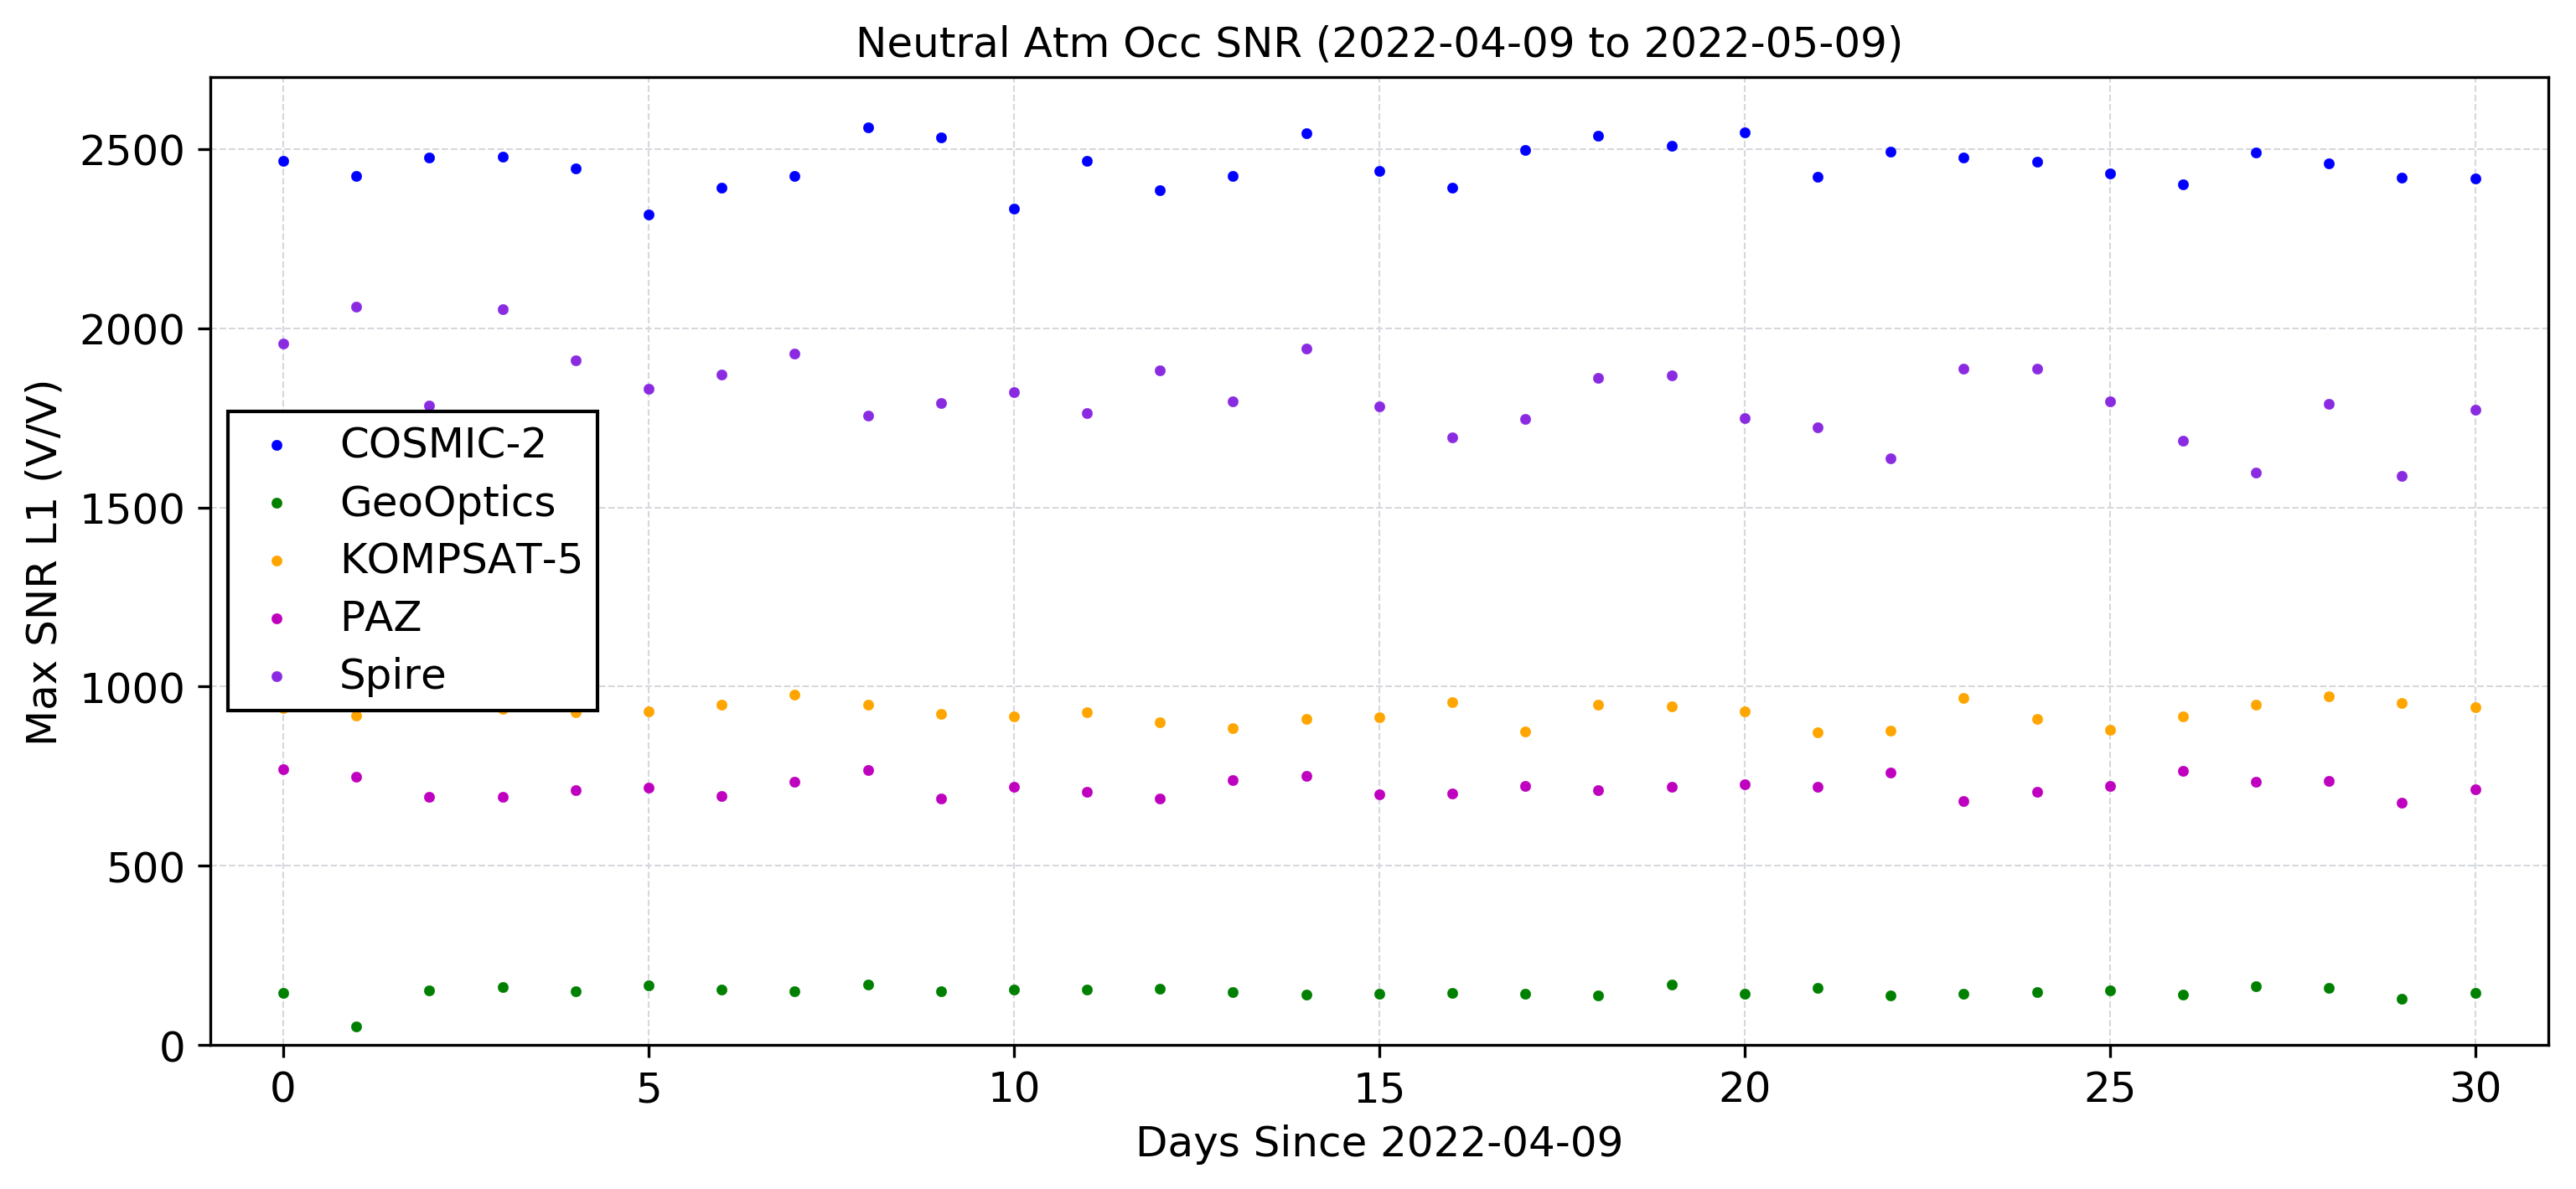 Neutral Atm Occ SNR (2022-04-09 to 2022-05-09)
Max SNR L1 (V/V)
2500
2000
1500
1000
500
0
COSMIC-2
GeoOptics
KOMPSAT-5
PAZ
Spire
0 5 10 15 20 25 30
Days Since 2022-04-09